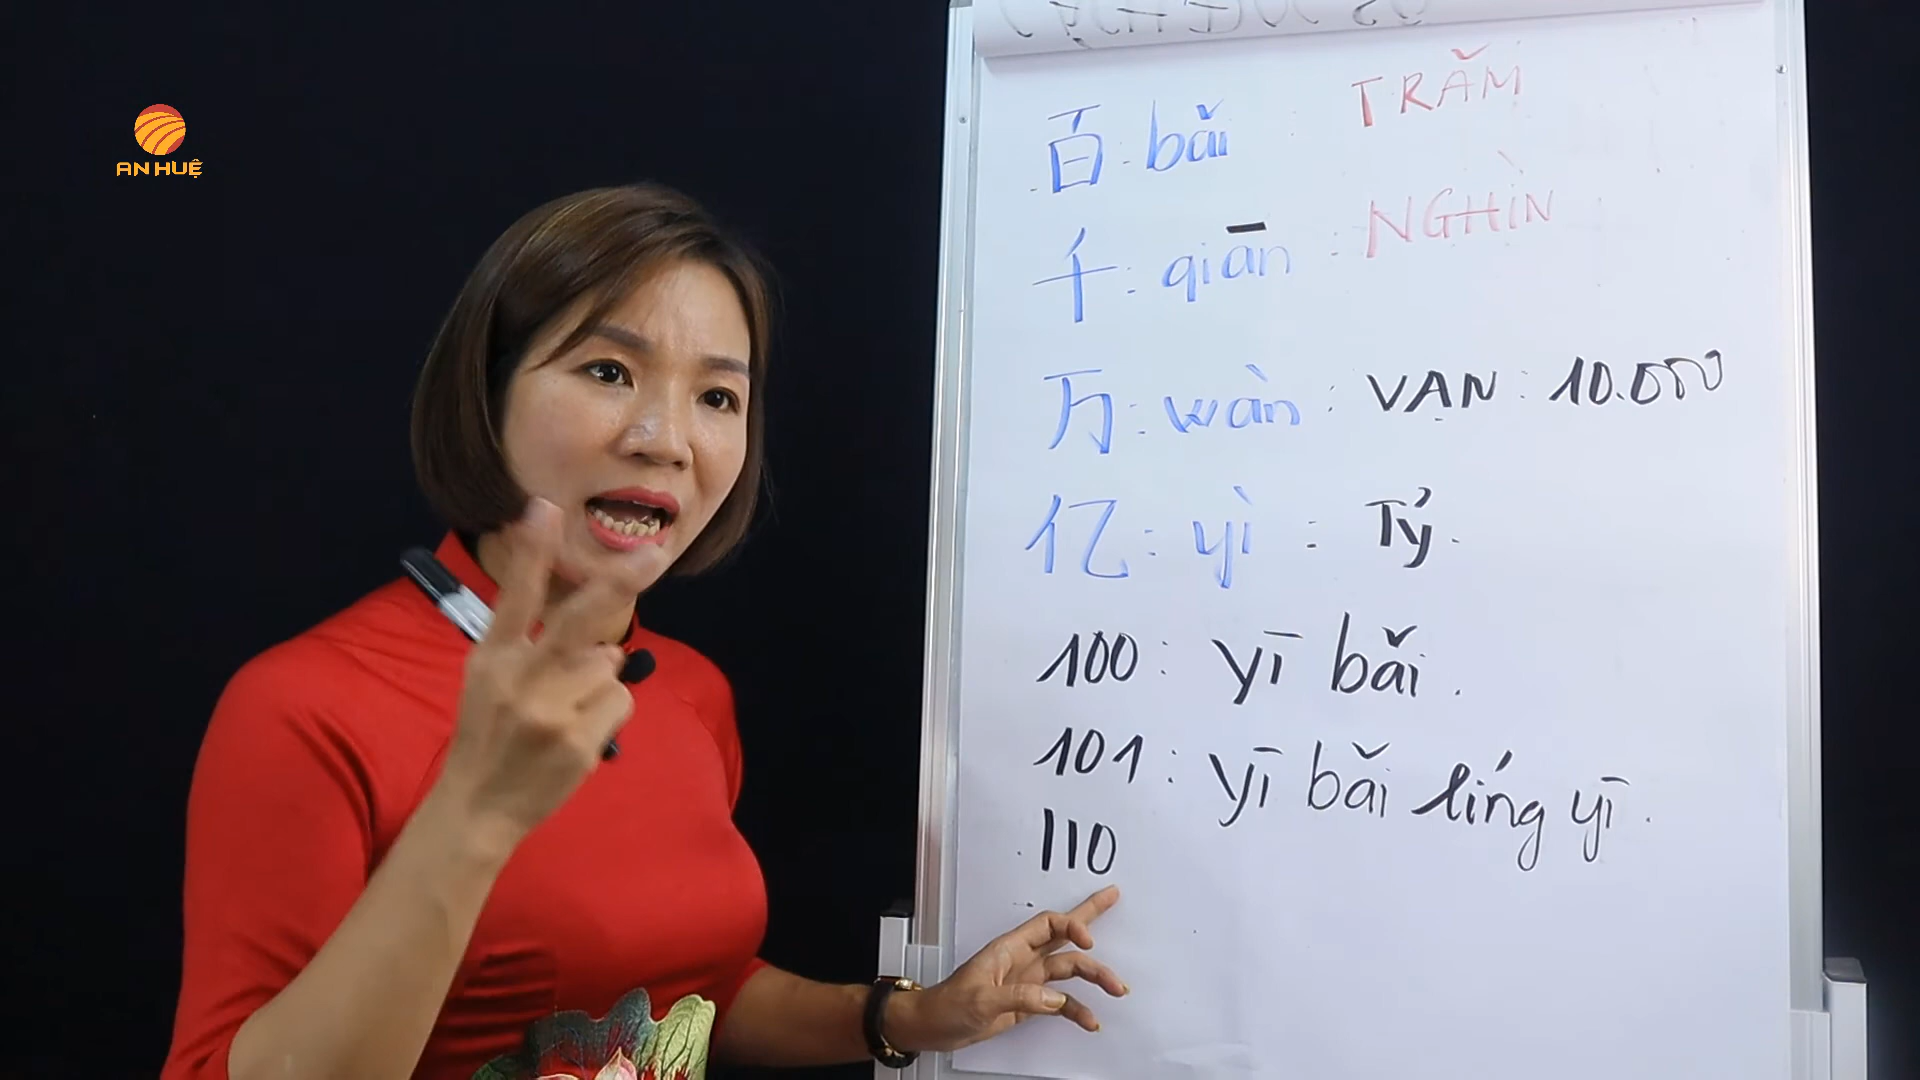 AN HUỆ
百: bǎi : TRĂM
千: qiān : NGHÌN
万: wàn : VẠN : 10.000
亿: yì : Tỷ.
100: yī bǎi.
101: yī bǎi líng yī.
110